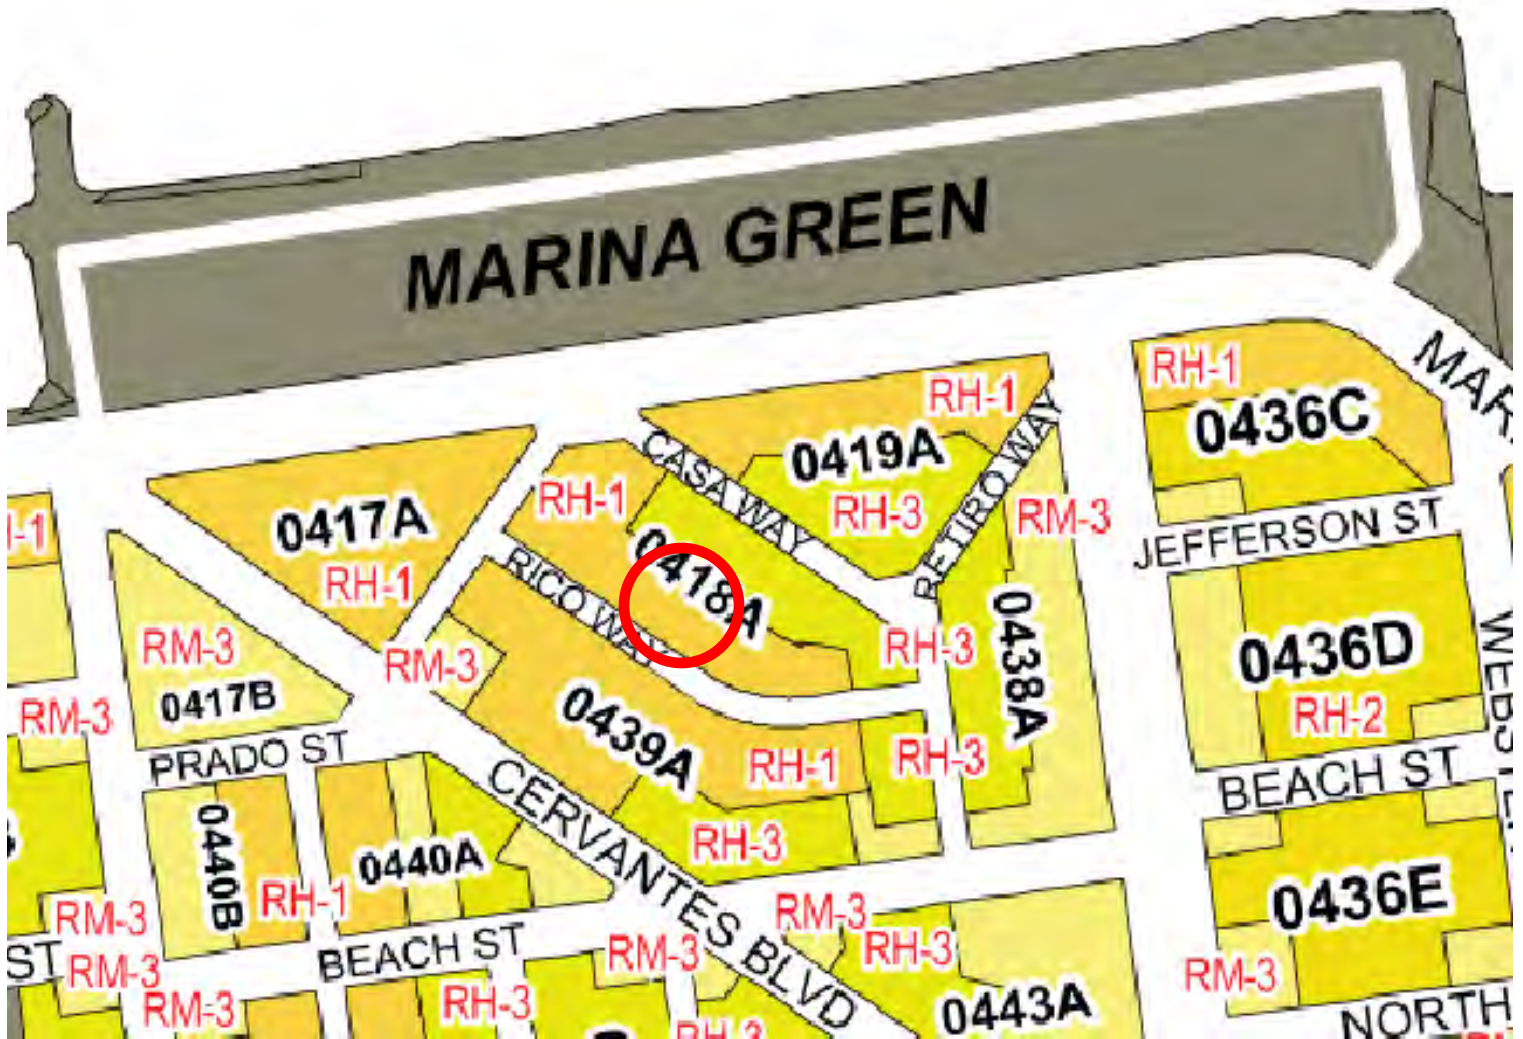 MARINA GREEN
RH-1
MAR
RH-1
0436C
CASA WAY
0419A
RETIRO WAY
RH-1
RH-3
RM-3
0417A
JEFFERSON ST
-1
0418A
RH-1
RICO WAY
0438A
RM-3
RM-3
RH-3
0436D
0417B
0439A
RH-2
RM-3
PRADO ST
RH-1
RH-3
CERVANTES BLVD
BEACH ST
0440B
0440A
RH-3
RH-1
0436E
RM-3
RM-3
RH-3
ST
BEACH ST
RM-3
RM-3
RM-3
RM-3
RH-3
0443A
NORTH
RH-3